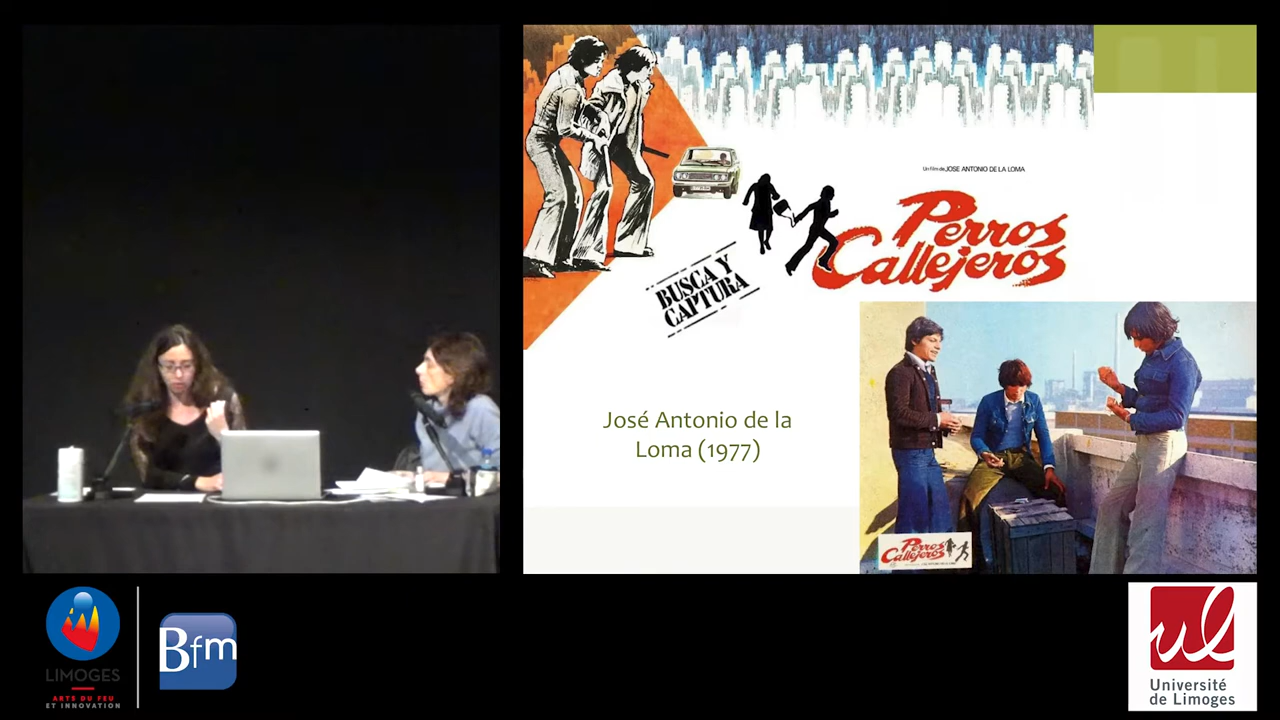 Un film de JOSE ANTONIO DE LA LOMA
Perros
Callejeros
BUSCA Y
CAPTURA
José Antonio de la
Loma (1977)
Perros
Callejeros
LIMOGES
ARTS DU FEU
ET INNOVATION
Bfm
ul
Université
de Limoges